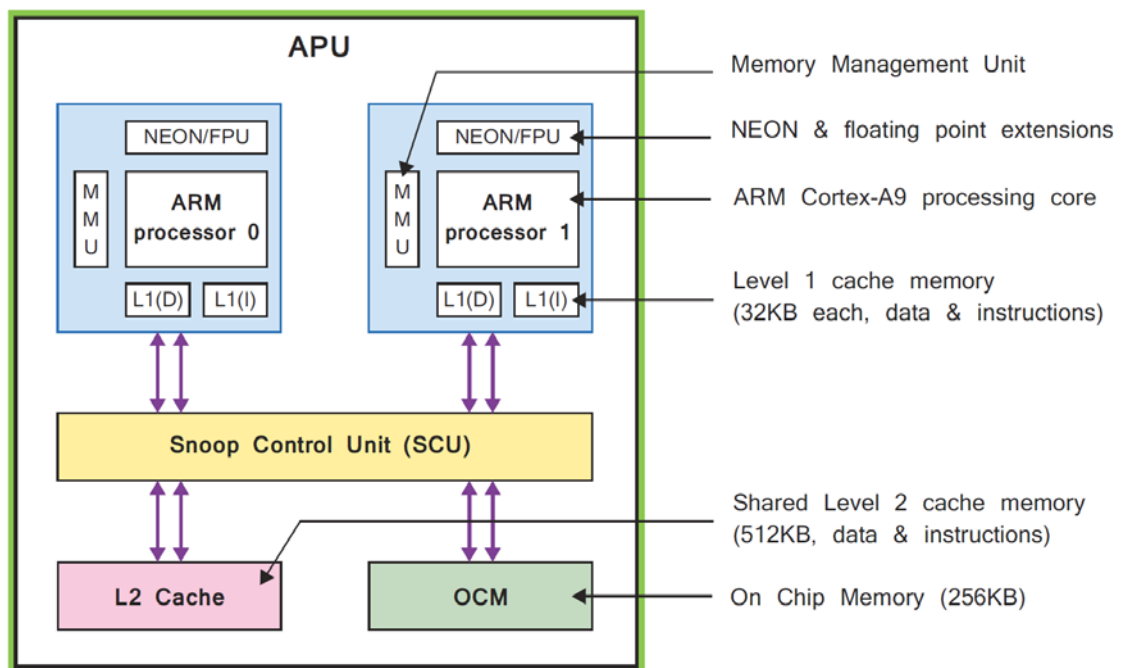 APU
NEON/FPU
M
M
U
ARM
processor 0
L1(D)
L1(I)
NEON/FPU
M
M
U
ARM
processor 1
L1(D)
L1(I)
Snoop Control Unit (SCU)
L2 Cache
OCM
Memory Management Unit
NEON & floating point extensions
ARM Cortex-A9 processing core
Level 1 cache memory
(32KB each, data & instructions)
Shared Level 2 cache memory
(512KB, data & instructions)
On Chip Memory (256KB)